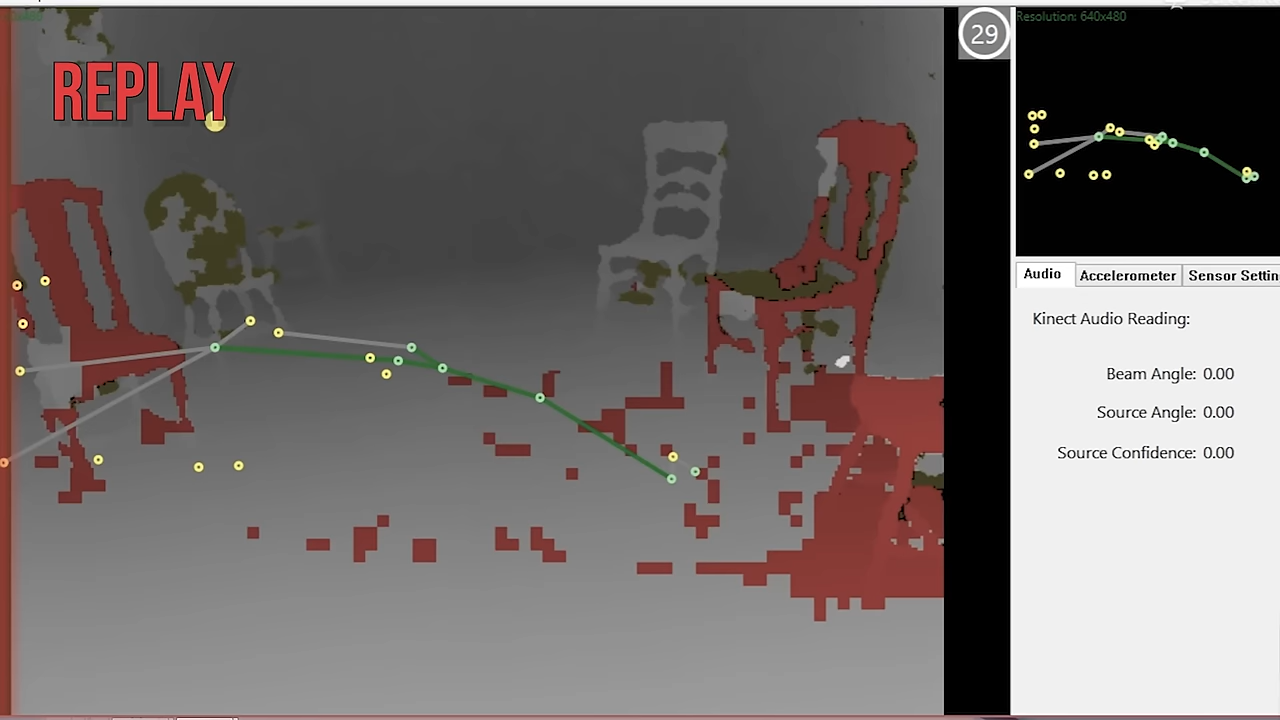 REPLAY
29
Resolution: 640x480
Audio
Accelerometer
Sensor Settin
Kinect Audio Reading:
Beam Angle: 0.00
Source Angle: 0.00
Source Confidence: 0.00